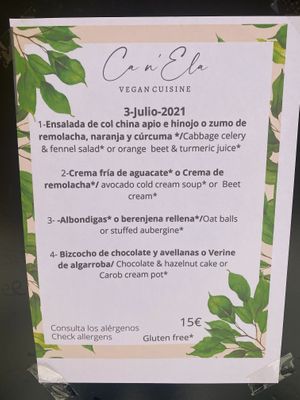 Ca n' Ela
VEGAN CUISINE
3-Julio-2021
1-Ensalada de col china apio e hinojo o zumo de
remolacha, naranja y cúrcuma */Cabbage celery
& fennel salad* or orange beet & turmeric juice*
2-Crema fría de aguacate* o Crema de
remolacha*/ avocado cold cream soup* or Beet
cream*
3- -Albondigas* o berenjena rellena*/Oat balls
or stuffed aubergine*
4- Bizcocho de chocolate y avellanas o Verine
de algarroba/ Chocolate & hazelnut cake or
Carob cream pot*
15€
Consulta los alérgenos
Check allergens
Gluten free*